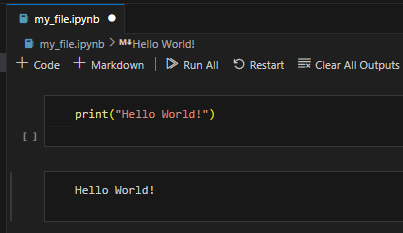 my_file.ipynb
my_file.ipynb > M↓Hello World!
+ Code + Markdown Run All Restart Clear All Outputs
print("Hello World!")
[ ]
Hello World!